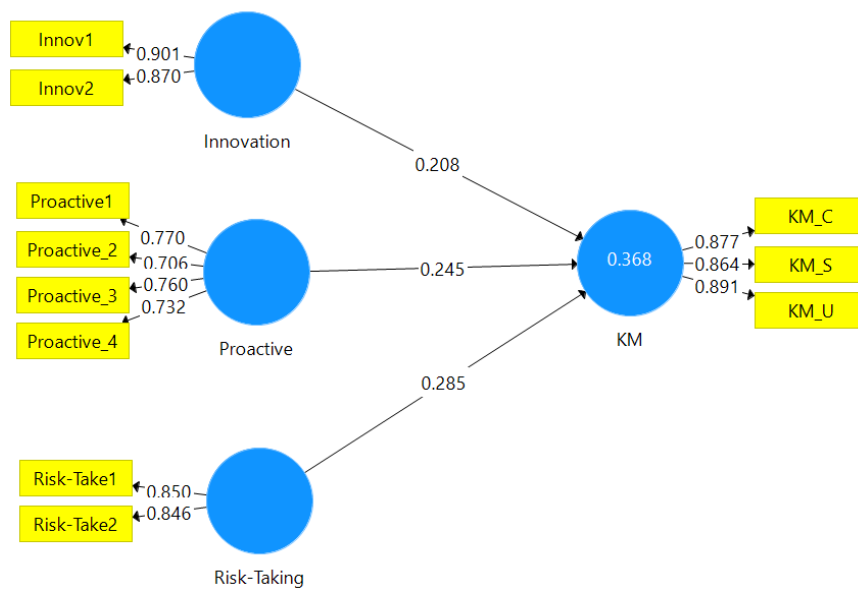 Innov1
0.901
0.870
Innov2
Innovation
0.208
Proactive1
0.770
Proactive_2
0.706
Proactive_3
0.760
0.732
Proactive_4
Proactive
0.245
0.368
KM
0.877
KM_C
0.864
KM_S
0.891
KM_U
0.285
Risk-Take1
0.850
Risk-Take2
0.846
Risk-Taking